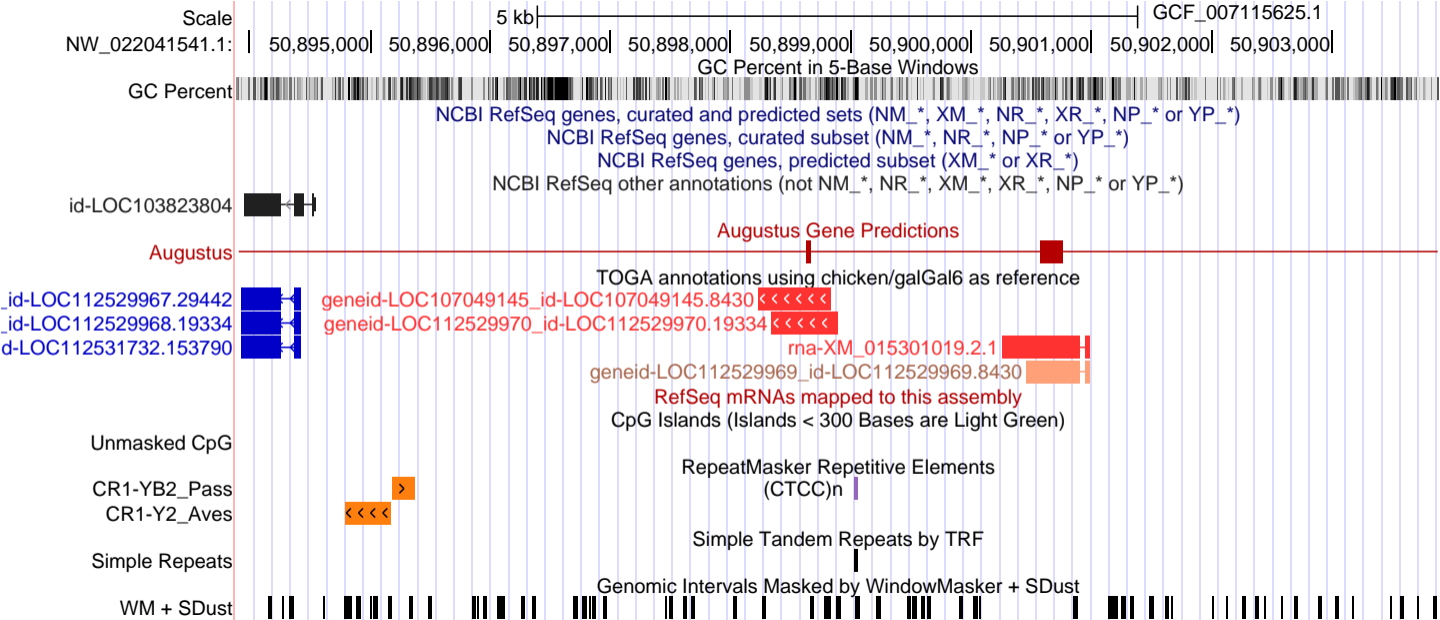 Scale 5 kb GCF_007115625.1
NW_022041541.1: 50,895,000 50,896,000 50,897,000 50,898,000 50,899,000 50,900,000 50,901,000 50,902,000 50,903,000
GC Percent in 5-Base Windows
GC Percent
NCBI RefSeq genes, curated and predicted sets (NM_*, XM_*, NR_*, XR_*, NP_* or YP_*)
NCBI RefSeq genes, curated subset (NM_*, NR_*, NP_* or YP_*)
NCBI RefSeq genes, predicted subset (XM_* or XR_*)
NCBI RefSeq other annotations (not NM_*, NR_*, XM_*, XR_*, NP_* or YP_*)
id-LOC103823804
Augustus Gene Predictions
Augustus
TOGA annotations using chicken/galGal6 as reference
_id-LOC112529967.29442 geneid-LOC107049145_id-LOC107049145.8430
_id-LOC112529968.19334 geneid-LOC112529970_id-LOC112529970.19334
d-LOC112531732.153790 rna-XM_015301019.2.1
geneid-LOC112529969_id-LOC112529969.8430
RefSeq mRNAs mapped to this assembly
CpG Islands (Islands < 300 Bases are Light Green)
Unmasked CpG
RepeatMasker Repetitive Elements
CR1-YB2_Pass (CTCC)n
CR1-Y2_Aves
Simple Tandem Repeats by TRF
Simple Repeats
Genomic Intervals Masked by WindowMasker + SDust
WM + SDust